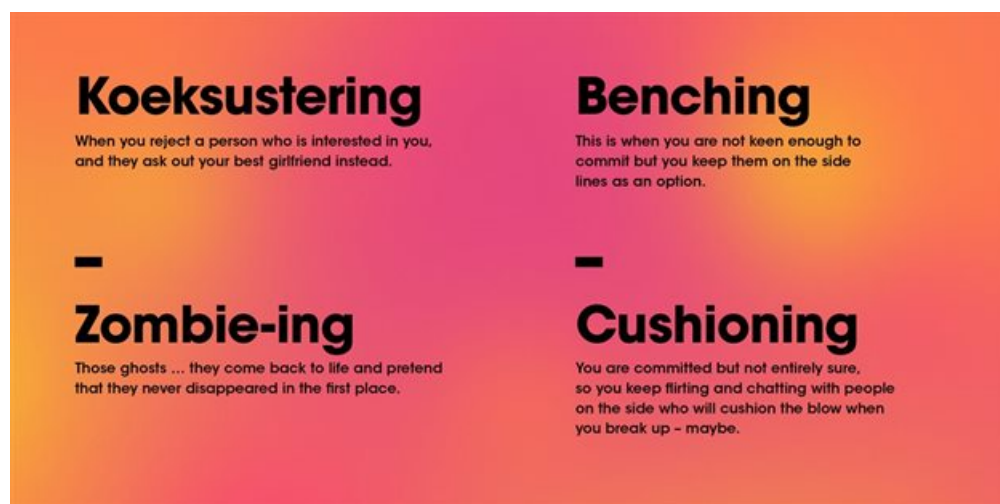 Koeksustering
When you reject a person who is interested in you,
and they ask out your best girlfriend instead.
–
Zombie-ing
Those ghosts ... they come back to life and pretend
that they never disappeared in the first place.
Benching
This is when you are not keen enough to
commit but you keep them on the side
lines as an option.
–
Cushioning
You are committed but not entirely sure,
so you keep flirting and chatting with people
on the side who will cushion the blow when
you break up – maybe.